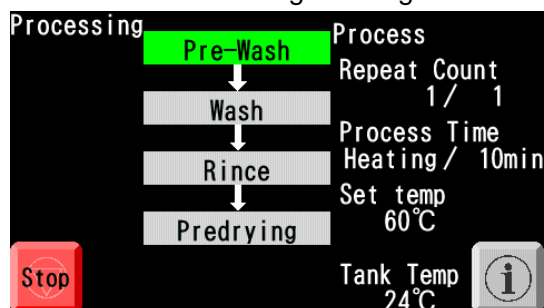 Processing
Pre-Wash
Wash
Rince
Predrying
Process
Repeat Count
1/ 1
Process Time
Heating/ 10min
Set temp
60℃
Tank Temp
24℃
Stop
i